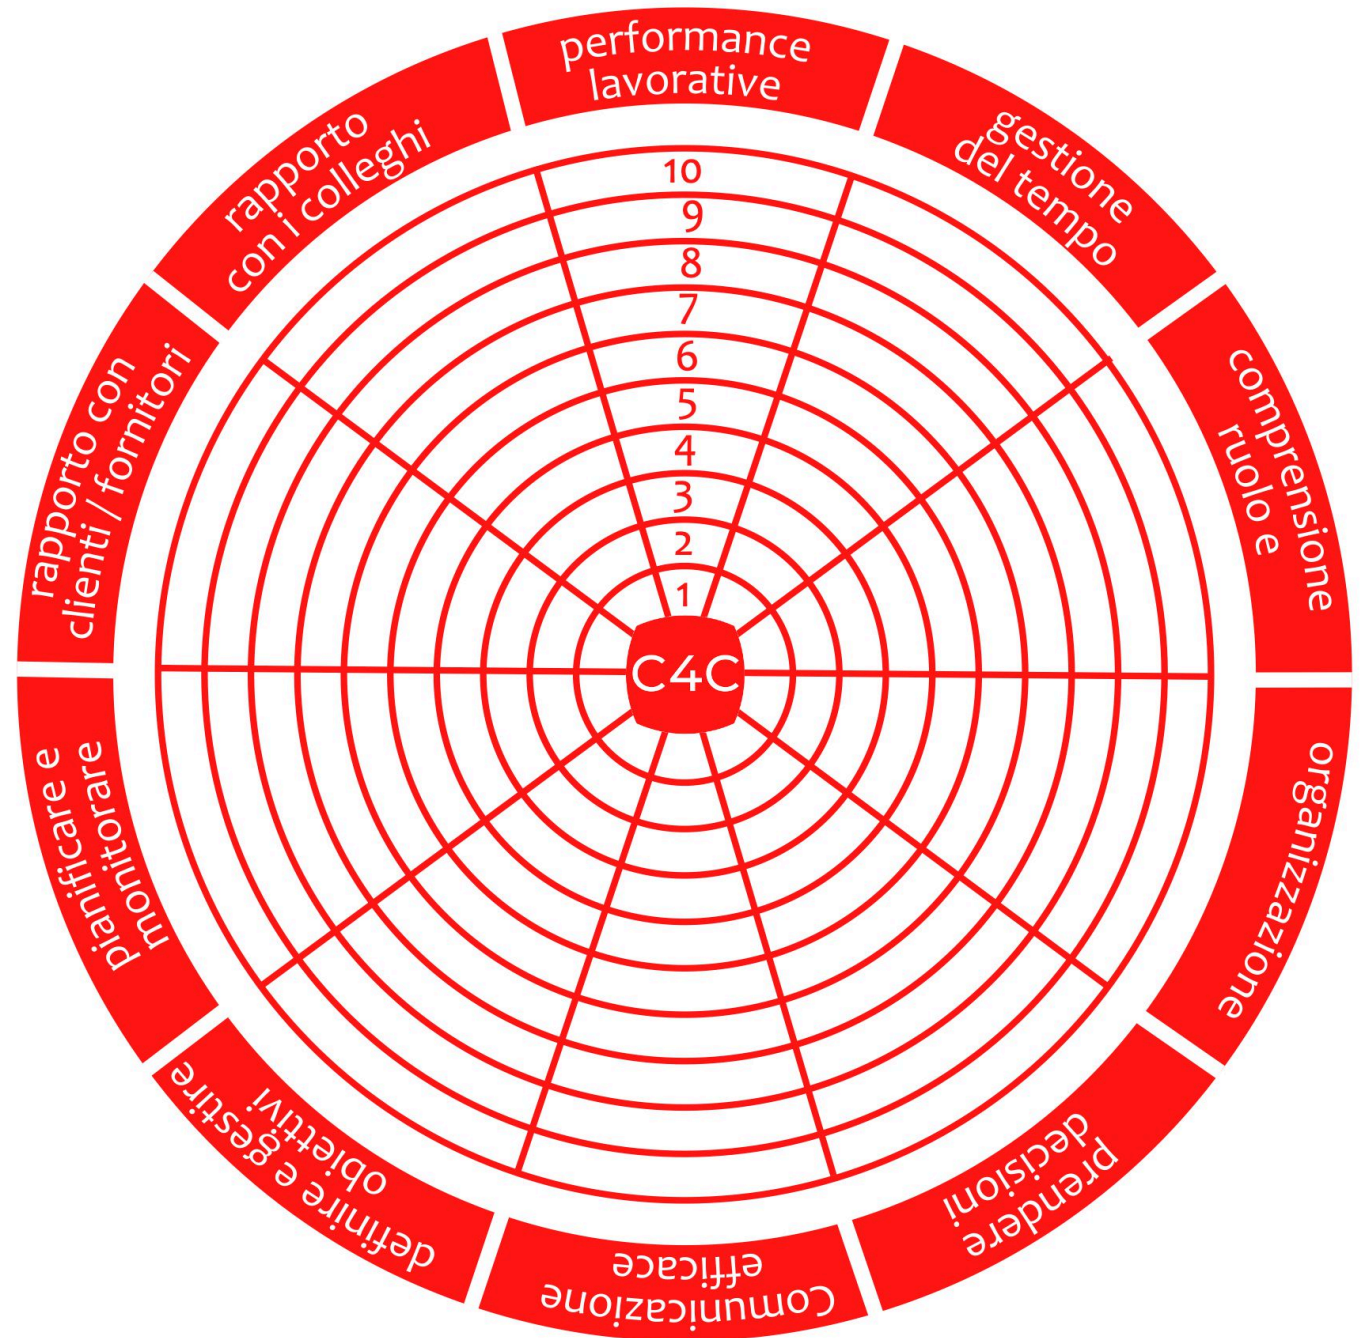 performance
lavorative
gestione
del tempo
comprensione
ruolo e
organizzazione
prendere
decisioni
Comunicazione
efficace
definire e gestire
obiettivi
pianificare e
monitorare
rapporto con
clienti / fornitori
rapporto
con i colleghi
10
9
8
7
6
5
4
3
2
1
C4C